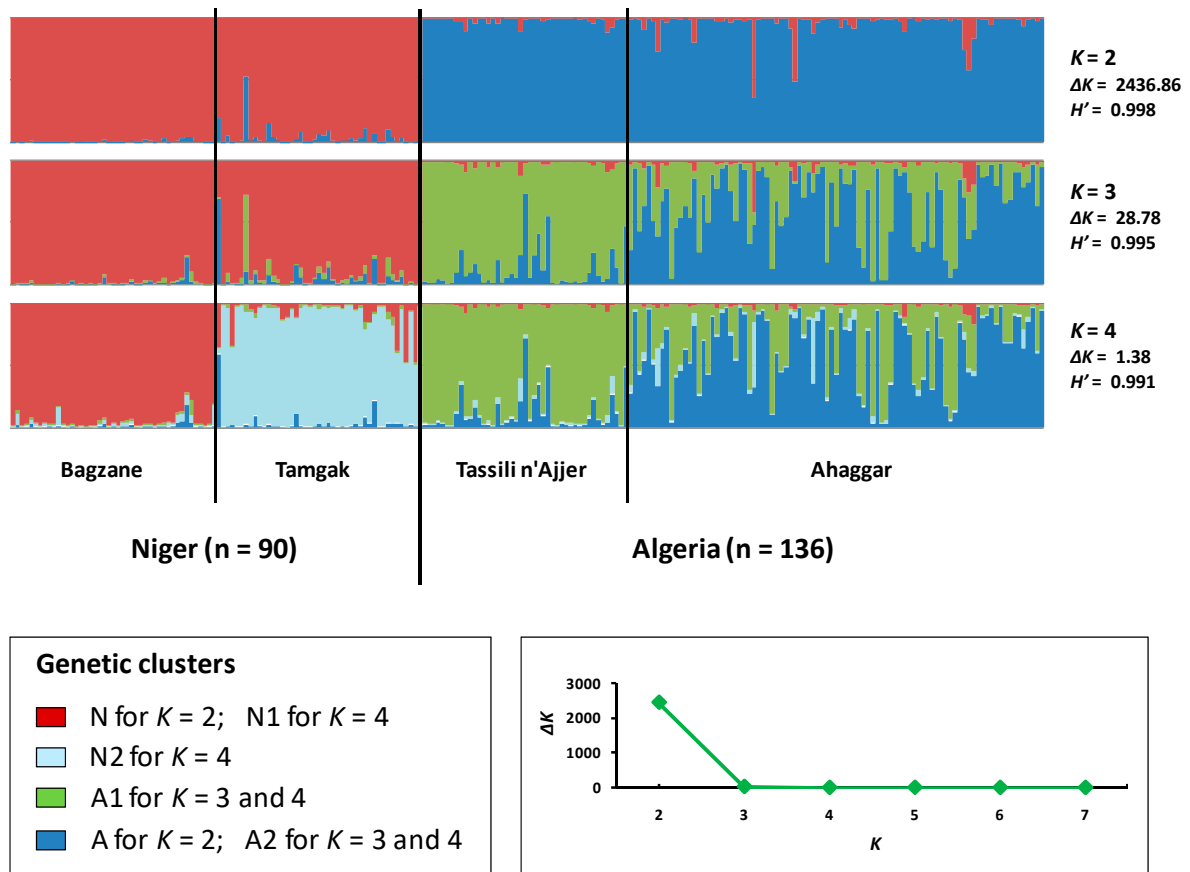 K = 2
ΔK = 2436.86
H’ = 0.998
K = 3
ΔK = 28.78
H’ = 0.995
K = 4
ΔK = 1.38
H’ = 0.991
Bagzane Tamgak Tassili n'Ajjer Ahaggar
Niger (n = 90) Algeria (n = 136)
Genetic clusters
N for K = 2; N1 for K = 4
N2 for K = 4
A1 for K = 3 and 4
A for K = 2; A2 for K = 3 and 4
ΔK
3000
2000
1000
0
2 3 4 5 6 7
K